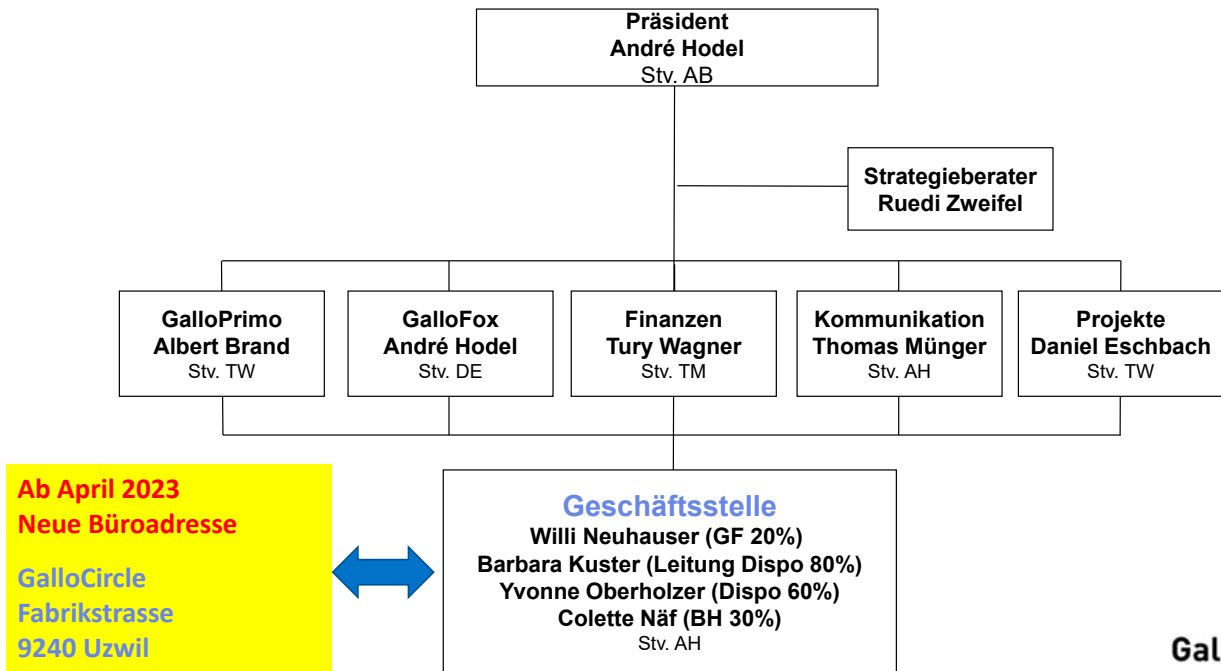 Präsident
André Hodel
Stv. AB
Strategieberater
Ruedi Zweifel
GalloPrimo
Albert Brand
Stv. TW
GalloFox
André Hodel
Stv. DE
Finanzen
Tury Wagner
Stv. TM
Kommunikation
Thomas Münger
Stv. AH
Projekte
Daniel Eschbach
Stv. TW
Ab April 2023
Neue Büroadresse
GalloCircle
Fabrikstrasse
9240 Uzwil
Geschäftsstelle
Willi Neuhauser (GF 20%)
Barbara Kuster (Leitung Dispo 80%)
Yvonne Oberholzer (Dispo 60%)
Colette Näf (BH 30%)
Stv. AH
Gal